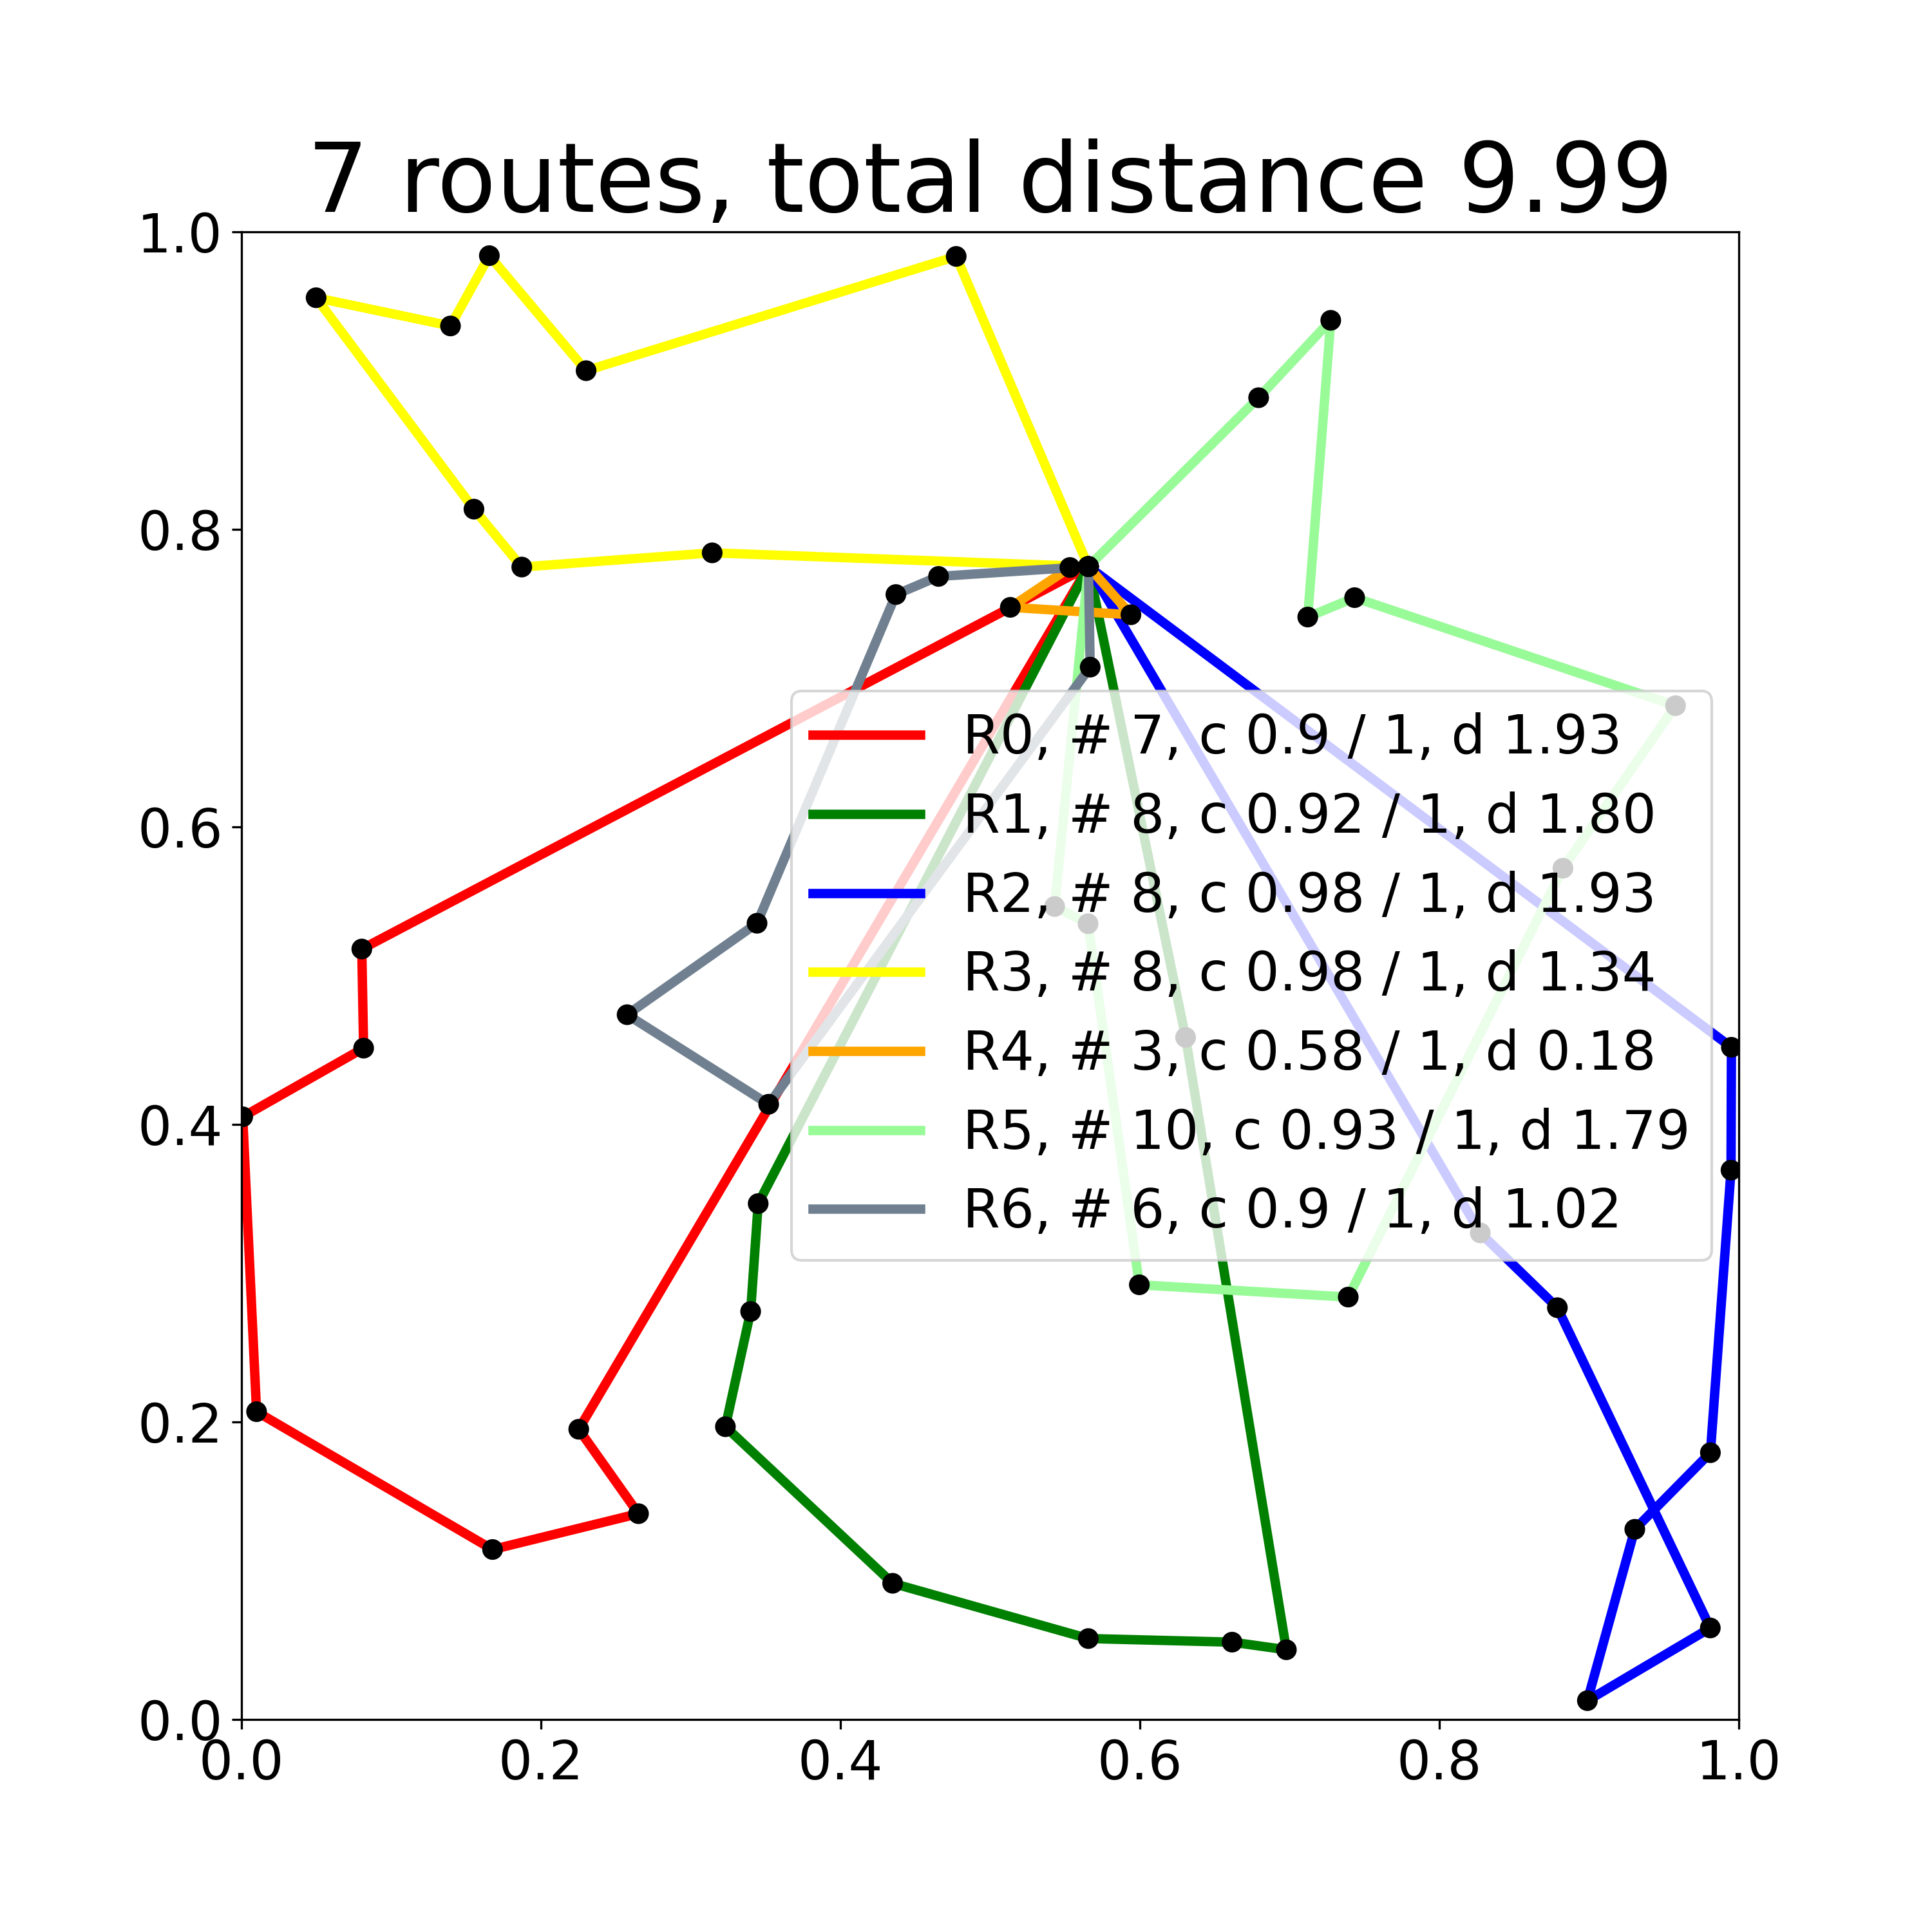 7 routes, total distance 9.99
1.0
0.8
0.6
0.4
0.2
0.0
R0, # 7, c 0.9 / 1, d 1.93
R1, # 8, c 0.92 / 1, d 1.80
R2, # 8, c 0.98 / 1, d 1.93
R3, # 8, c 0.98 / 1, d 1.34
R4, # 3, c 0.58 / 1, d 0.18
R5, # 10, c 0.93 / 1, d 1.79
R6, # 6, c 0.9 / 1, d 1.02
0.0 0.2 0.4 0.6 0.8 1.0